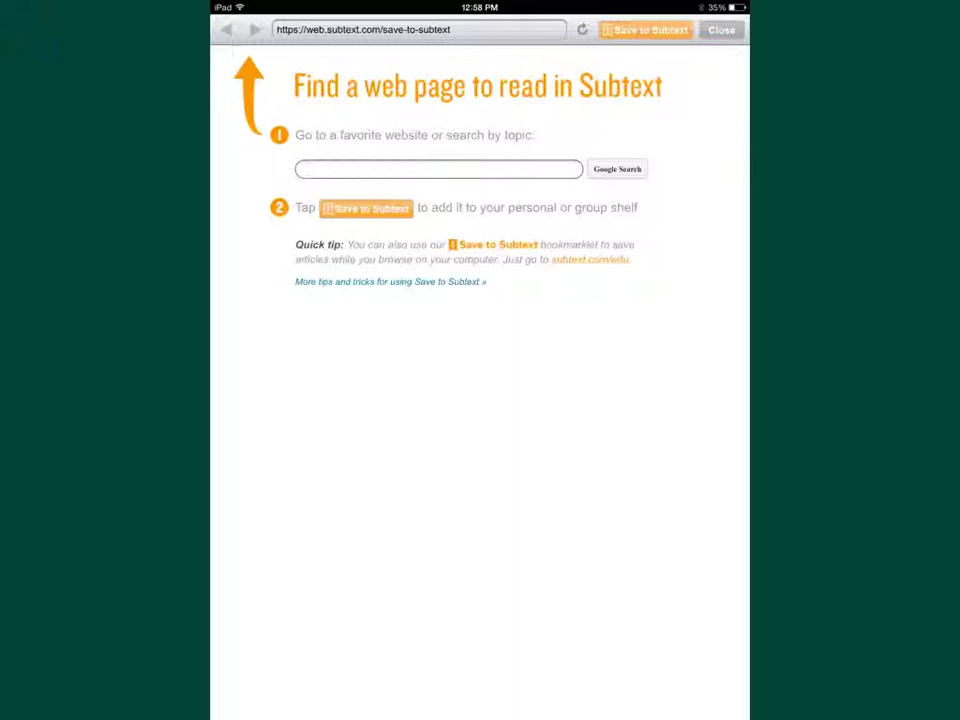 iPad 12:58 PM 35%
https://web.subtext.com/save-to-subtext Save to Subtext Close
Find a web page to read in Subtext
1 Go to a favorite website or search by topic:
Google Search
2 Tap Save to Subtext to add it to your personal or group shelf
Quick tip: You can also use our Save to Subtext bookmarklet to save
articles while you browse on your computer. Just go to subtext.com/edu.
More tips and tricks for using Save to Subtext »